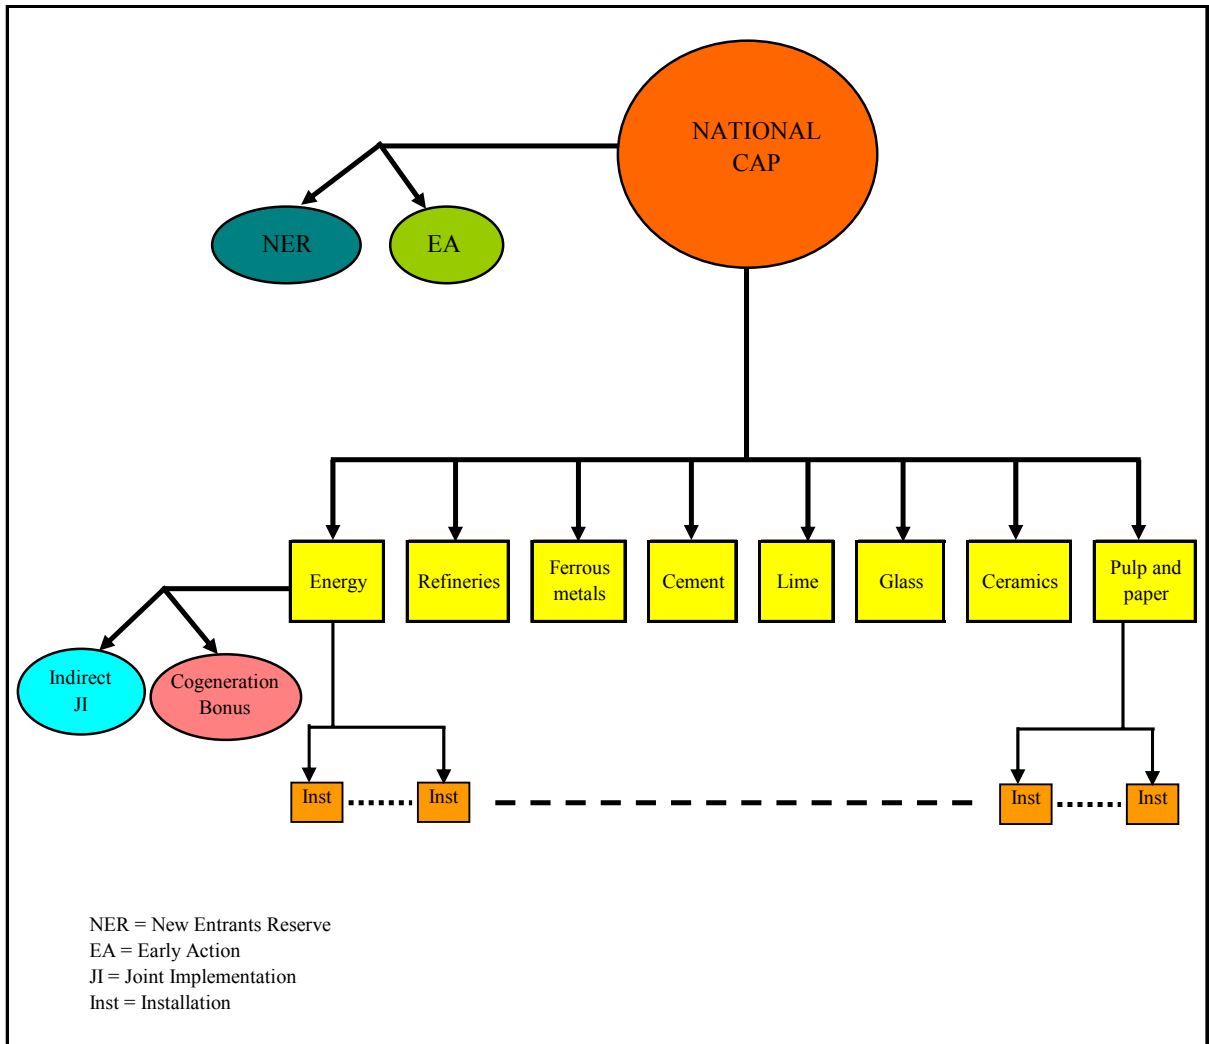 NATIONAL
CAP
NER
EA
Energy
Refineries
Ferrous
metals
Cement
Lime
Glass
Ceramics
Pulp and
paper
Indirect
JI
Cogeneration
Bonus
Inst
Inst
Inst
Inst
NER = New Entrants Reserve
EA = Early Action
JI = Joint Implementation
Inst = Installation